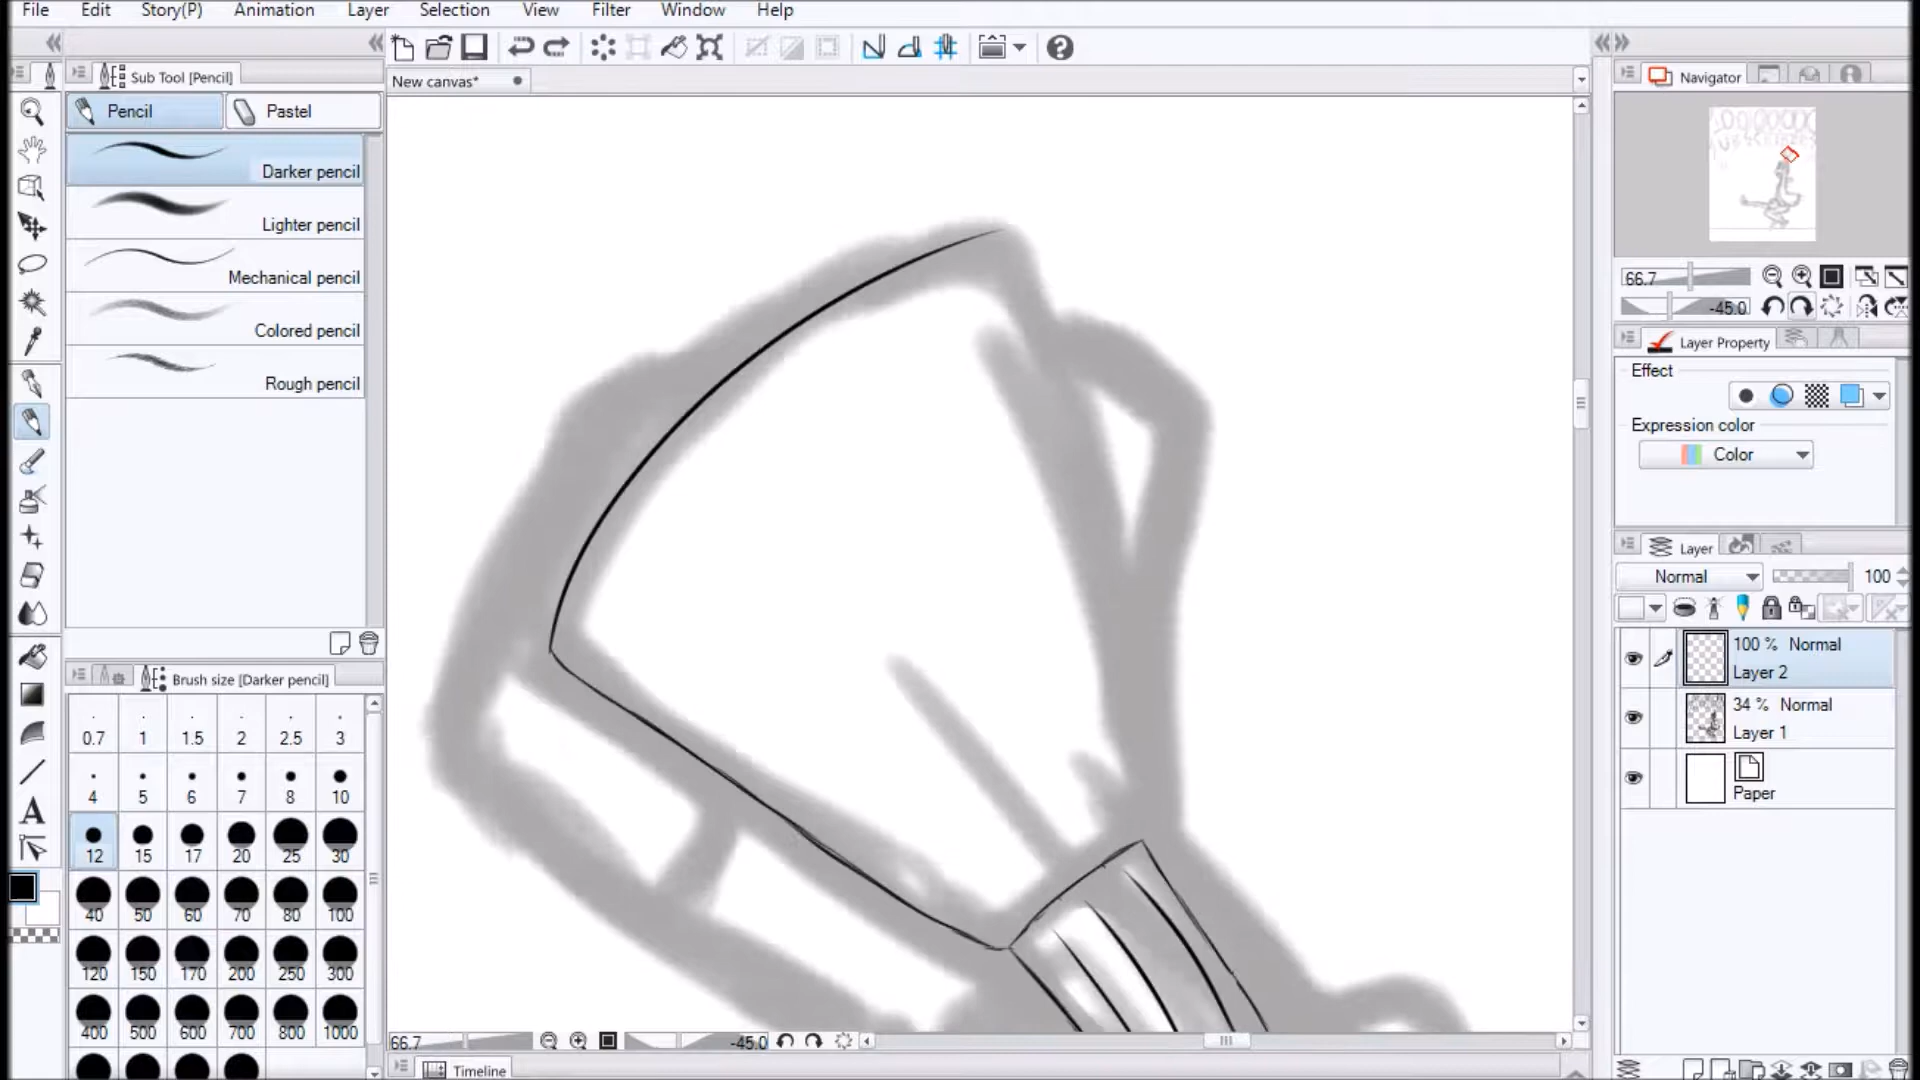 File Edit Story(P) Animation Layer Selection View Filter Window Help
Sub Tool [Pencil]
Pencil Pastel
Darker pencil
Lighter pencil
Mechanical pencil
Colored pencil
Rough pencil
Brush size [Darker pencil]
0.7 1 1.5 2 2.5 3
4 5 6 7 8 10
12 15 17 20 25 30
40 50 60 70 80 100
120 150 170 200 250 300
400 500 600 700 800 1000
New canvas*
66.7 -45.0
Timeline
Navigator
66.7
-45.0
Layer Property
Effect
Expression color
Color
Layer
Normal 100
100 % Normal
Layer 2
34 % Normal
Layer 1
Paper